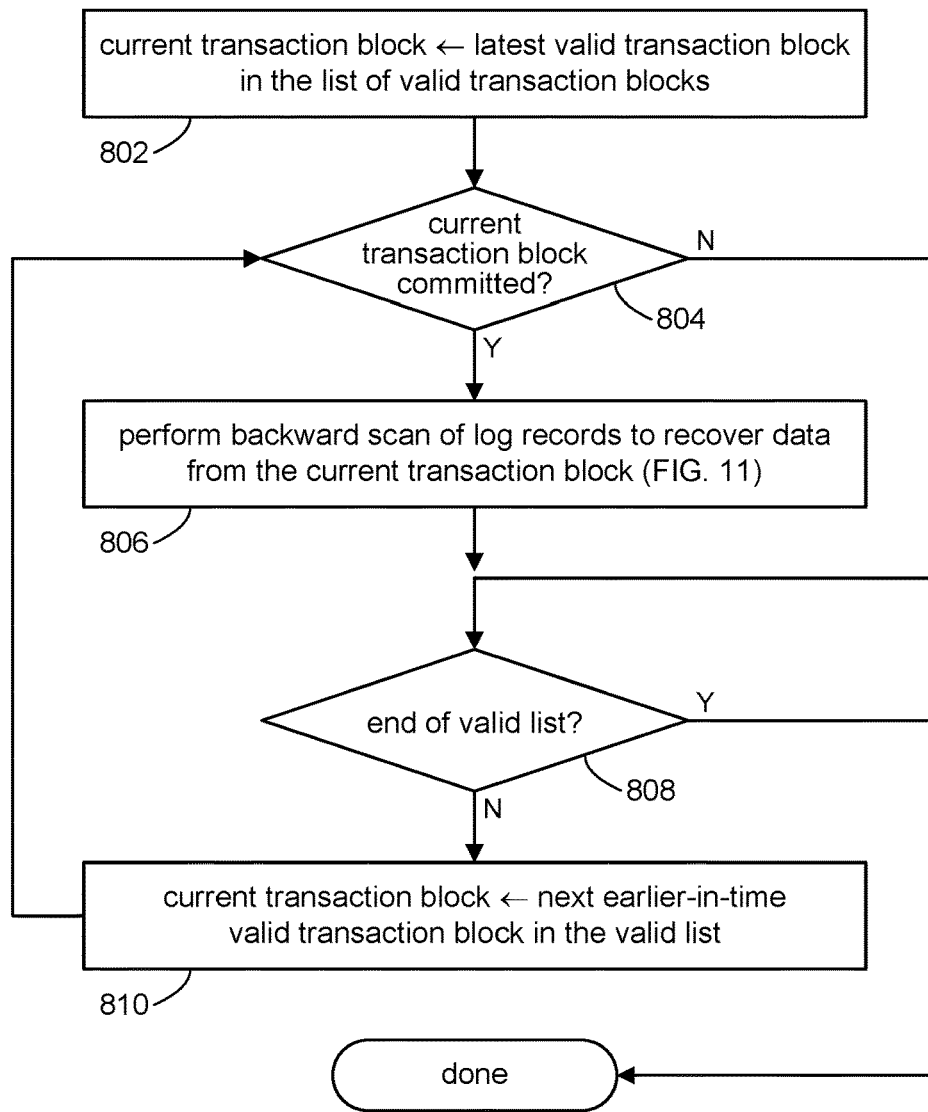 current transaction block ← latest valid transaction block
in the list of valid transaction blocks
802
current
transaction block
committed?
N
804
Y
perform backward scan of log records to recover data
from the current transaction block (FIG. 11)
806
end of valid list?
Y
808
N
current transaction block ← next earlier-in-time
valid transaction block in the valid list
810
done